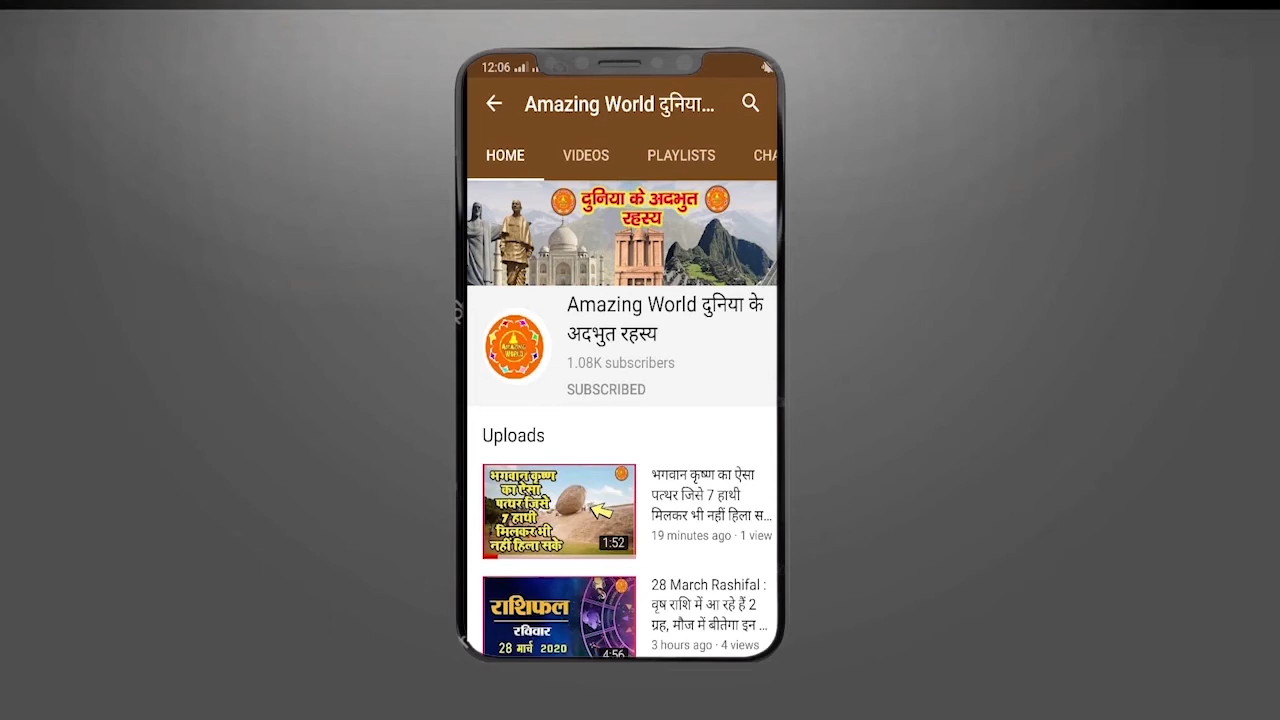 12:06
Amazing World दुनिया...
HOME VIDEOS PLAYLISTS CHA
दुनिया के अदभुत
रहस्य
Amazing World दुनिया के
अदभुत रहस्य
AMAZING
WORLD
1.08K subscribers
SUBSCRIBED
Uploads
भगवान कृष्ण
का ऐसा
पत्थर जिसे
7 हाथी
मिलकर भी
नहीं हिला सके
1:52
भगवान कृष्ण का ऐसा
पत्थर जिसे 7 हाथी
मिलकर भी नहीं हिला स...
19 minutes ago · 1 view
राशिफल
रविवार
28 मार्च 2020
4:56
28 March Rashifal :
वृष राशि में आ रहे हैं 2
ग्रह, मौज में बीतेगा इन ...
3 hours ago · 4 views